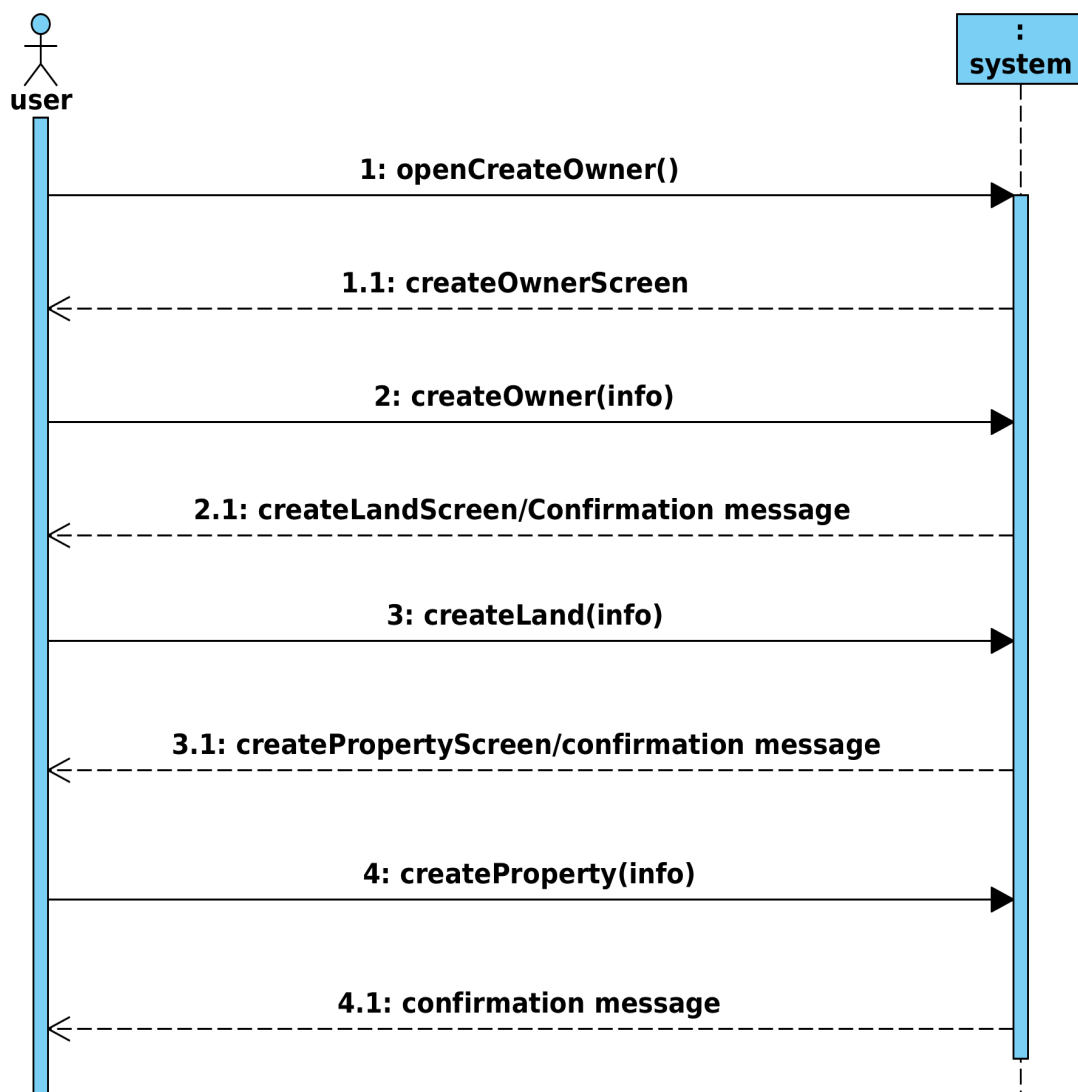 user
:
system
1: openCreateOwner()
1.1: createOwnerScreen
2: createOwner(info)
2.1: createLandScreen/Confirmation message
3: createLand(info)
3.1: createPropertyScreen/confirmation message
4: createProperty(info)
4.1: confirmation message